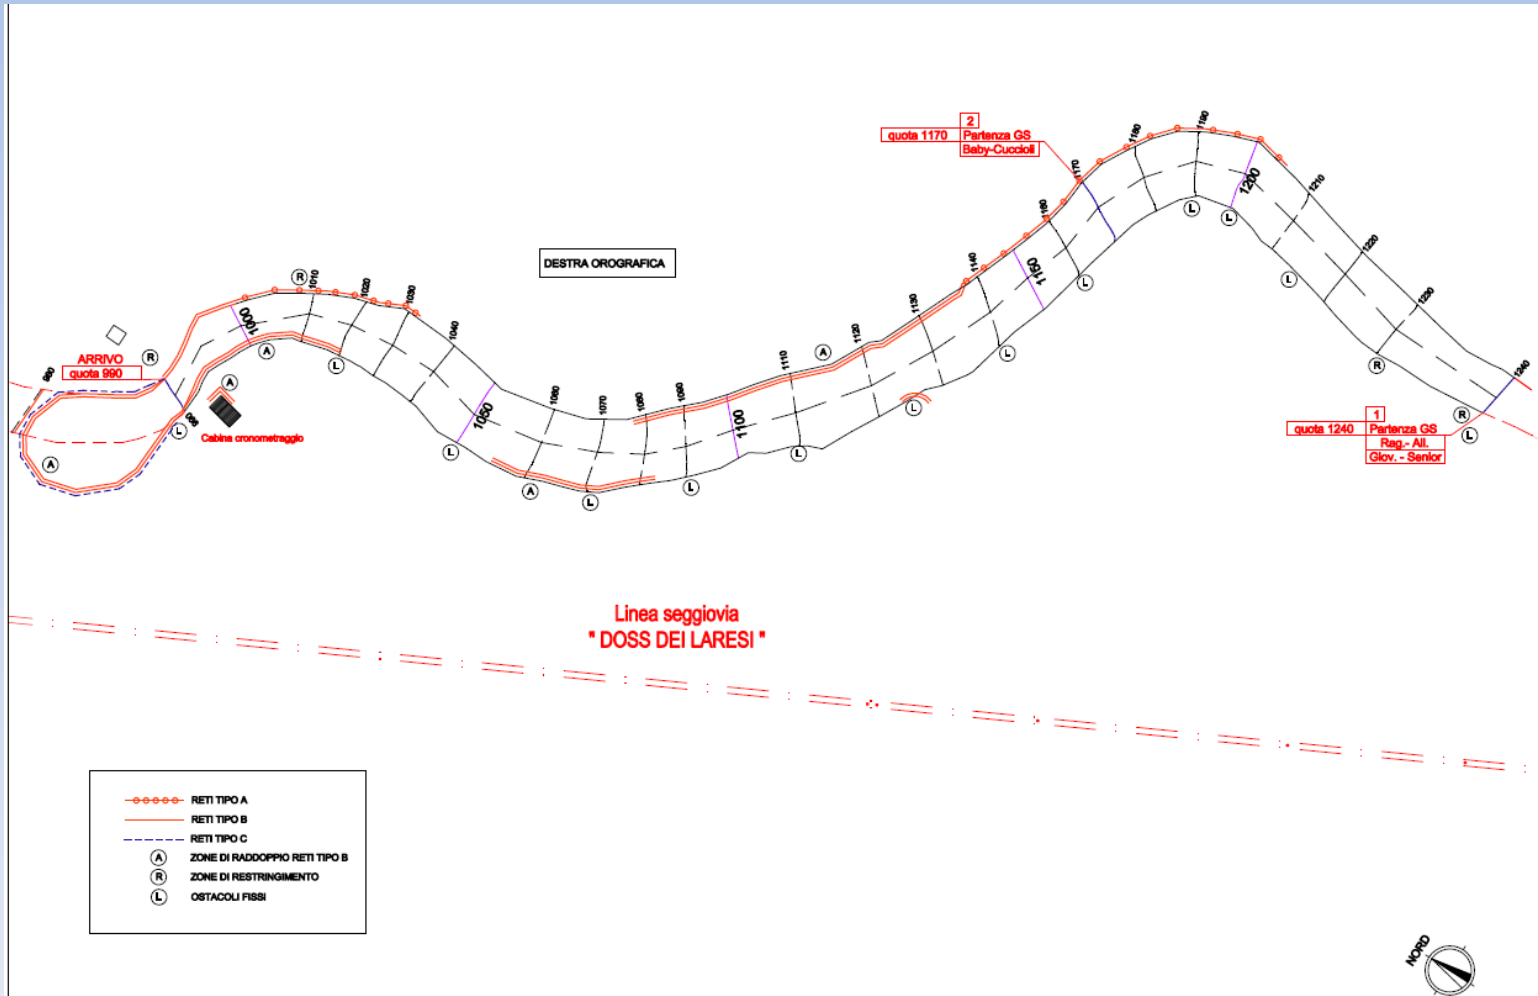 2
quota 1170 Partenza GS
Baby-Cuccioli
DESTRA OROGRAFICA
1240
1230
1220
1210
1200
1190
1180
1170
1160
1150
1140
1130
1120
1110
1100
1090
1080
1070
1060
1050
1040
1030
1020
1010
1000
990
980
R
A
L
R
A
L
A
L
A
L
L
L
A
L
L
L
L
L
L
L
R
R
L
A
ARRIVO
quota 990
Cabina cronometraggio
1
quota 1240 Partenza GS
Rag.- All.
Giov. - Senior
Linea seggiovia
" DOSS DEI LARESI "
RETI TIPO A
RETI TIPO B
RETI TIPO C
A ZONE DI RADDOPPIO RETI TIPO B
R ZONE DI RESTRINGIMENTO
L OSTACOLI FISSI
NORD